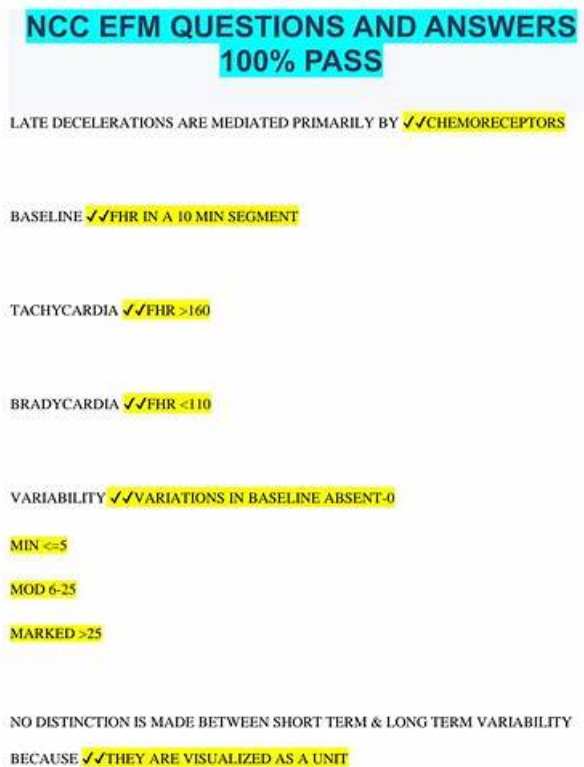 NCC EFM QUESTIONS AND ANSWERS
100% PASS
LATE DECELERATIONS ARE MEDIATED PRIMARILY BY ✓✓CHEMORECEPTORS
BASELINE ✓✓FHR IN A 10 MIN SEGMENT
TACHYCARDIA ✓✓FHR >160
BRADYCARDIA ✓✓FHR <110
VARIABILITY ✓✓VARIATIONS IN BASELINE ABSENT-0
MIN <=5
MOD 6-25
MARKED >25
NO DISTINCTION IS MADE BETWEEN SHORT TERM & LONG TERM VARIABILITY
BECAUSE ✓✓THEY ARE VISUALIZED AS A UNIT